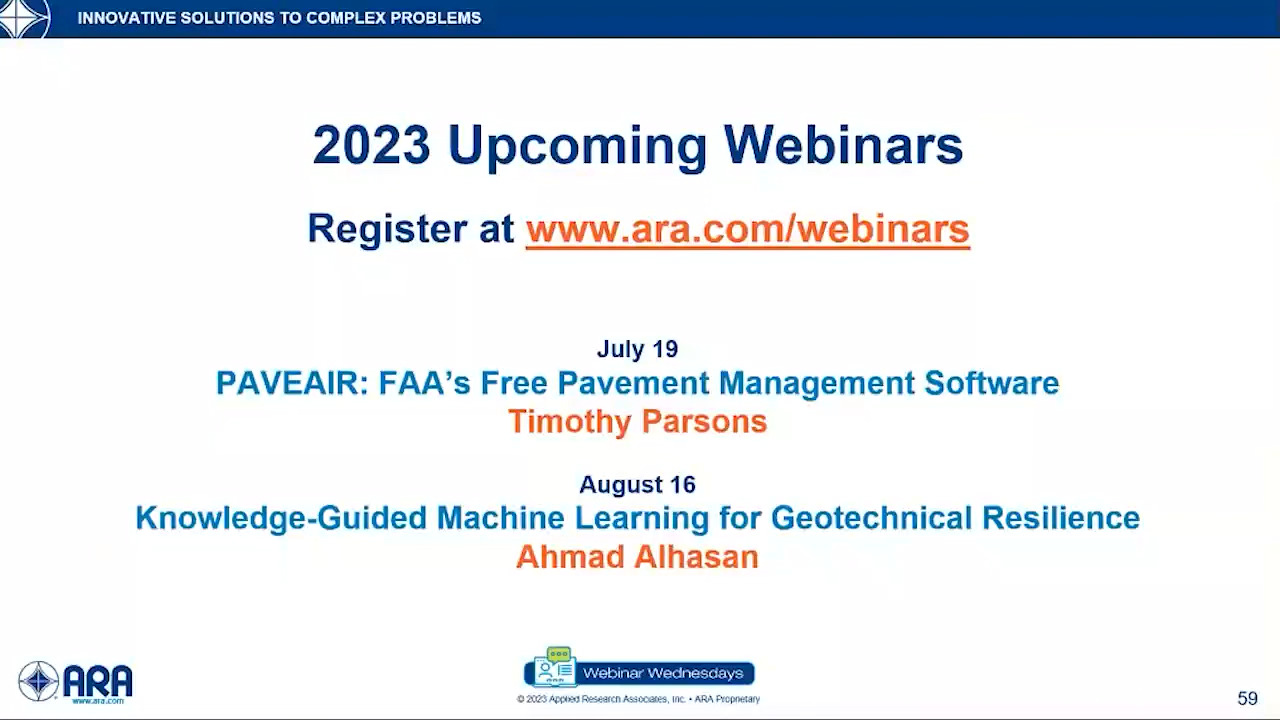 INNOVATIVE SOLUTIONS TO COMPLEX PROBLEMS
2023 Upcoming Webinars
Register at www.ara.com/webinars
July 19
PAVEAIR: FAA’s Free Pavement Management Software
Timothy Parsons
August 16
Knowledge-Guided Machine Learning for Geotechnical Resilience
Ahmad Alhasan
ARA
www.ara.com
Webinar Wednesdays
© 2023 Applied Research Associates, Inc. • ARA Proprietary
59